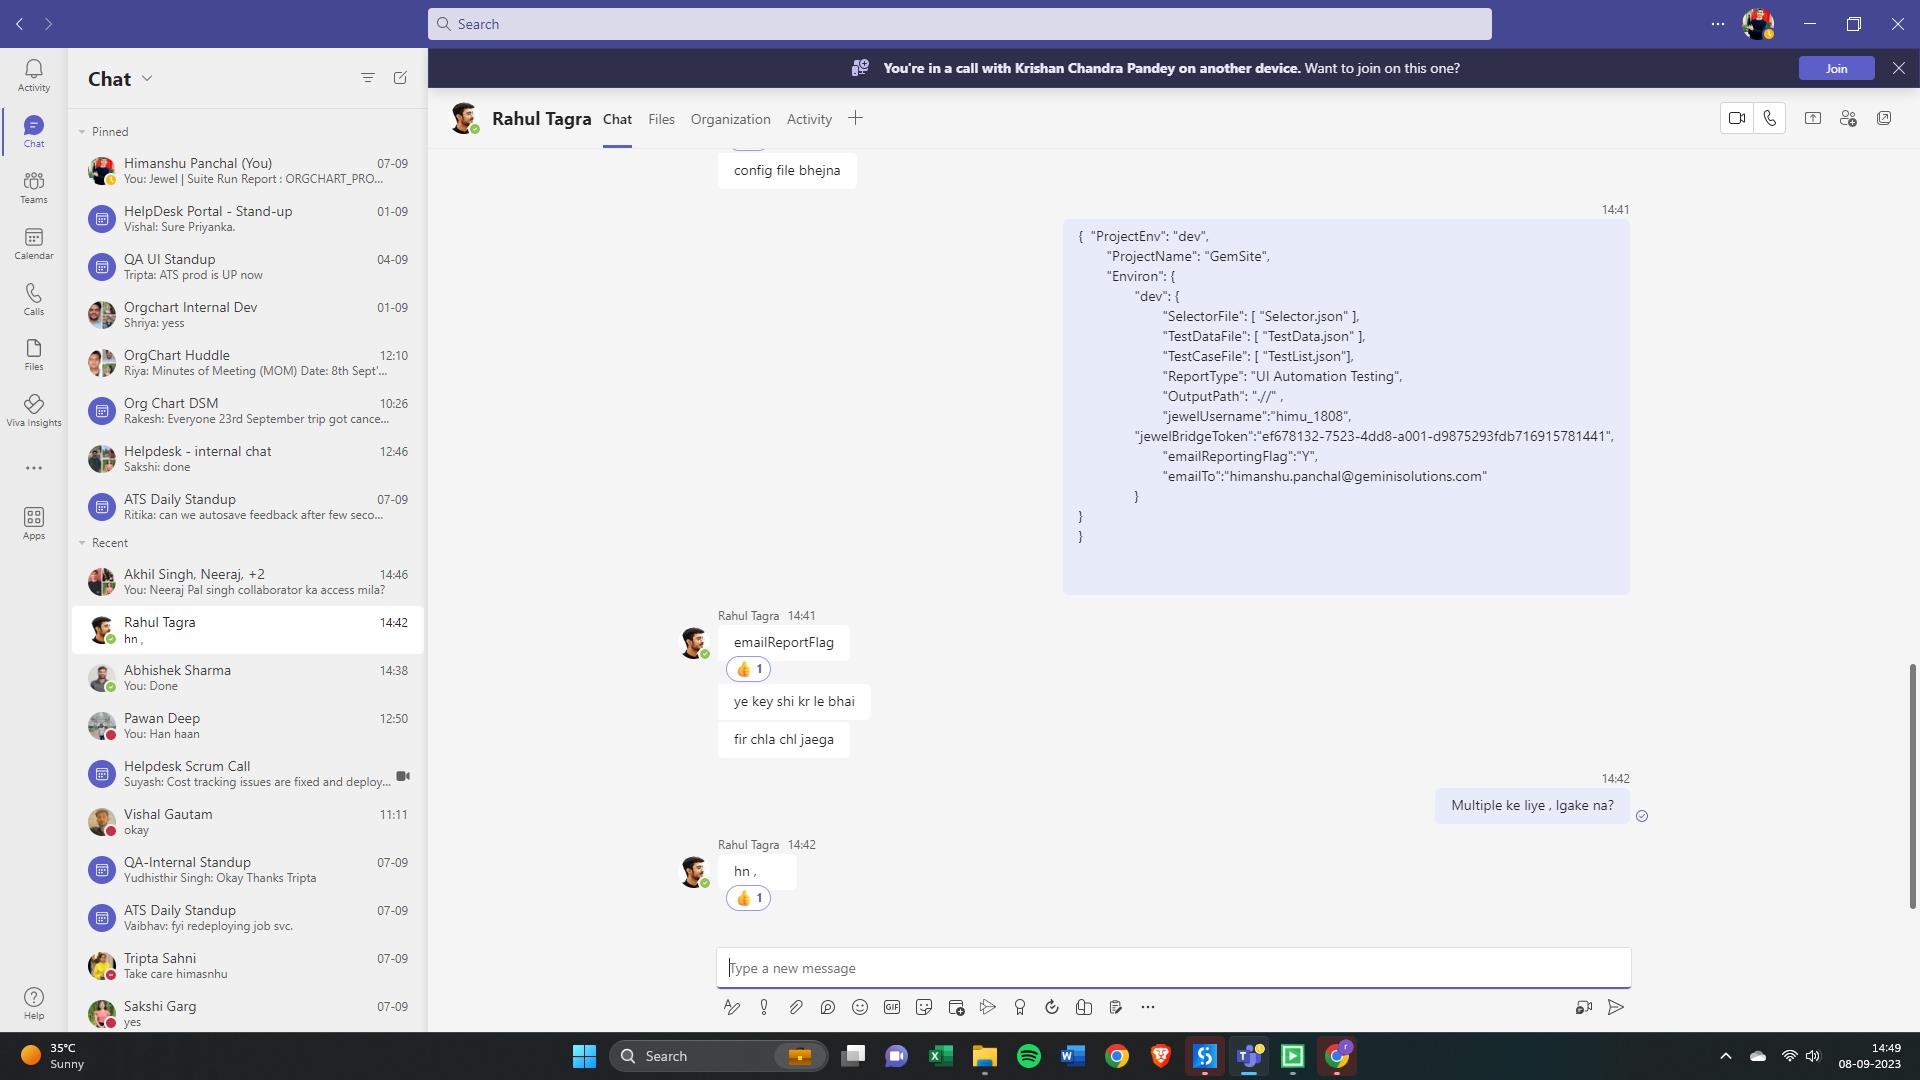 Search
You're in a call with Krishan Chandra Pandey on another device. Want to join on this one?
Join
Activity
Chat
Teams
Calendar
Calls
Files
Viva Insights
Apps
Help
Chat
Pinned
Himanshu Panchal (You) 07-09
You: Jewel | Suite Run Report : ORGCHART_PRO...
HelpDesk Portal - Stand-up 01-09
Vishal: Sure Priyanka.
QA UI Standup 04-09
Tripta: ATS prod is UP now
Orgchart Internal Dev 01-09
Shriya: yess
OrgChart Huddle 12:10
Riya: Minutes of Meeting (MOM) Date: 8th Sept'...
Org Chart DSM 10:26
Rakesh: Everyone 23rd September trip got cance...
Helpdesk - internal chat 12:46
Sakshi: done
ATS Daily Standup 07-09
Ritika: can we autosave feedback after few seco...
Recent
Akhil Singh, Neeraj, +2 14:46
You: Neeraj Pal singh collaborator ka access mila?
Rahul Tagra 14:42
hn ,
Abhishek Sharma 14:38
You: Done
Pawan Deep 12:50
You: Han haan
Helpdesk Scrum Call
Suyash: Cost tracking issues are fixed and deploy...
Vishal Gautam 11:11
okay
QA-Internal Standup 07-09
Yudhisthir Singh: Okay Thanks Tripta
ATS Daily Standup 07-09
Vaibhav: fyi redeploying job svc.
Tripta Sahni 07-09
Take care himasnhu
Sakshi Garg 07-09
yes
Rahul Tagra Chat Files Organization Activity
config file bhejna
14:41
{ "ProjectEnv": "dev",
"ProjectName": "GemSite",
"Environ": {
"dev": {
"SelectorFile": [ "Selector.json" ],
"TestDataFile": [ "TestData.json" ],
"TestCaseFile": [ "TestList.json"],
"ReportType": "UI Automation Testing",
"OutputPath": ".//" ,
"jewelUsername":"himu_1808",
"jewelBridgeToken":"ef678132-7523-4dd8-a001-d9875293fdb716915781441",
"emailReportingFlag":"Y",
"emailTo":"himanshu.panchal@geminisolutions.com"
}
}
}
Rahul Tagra 14:41
emailReportFlag
1
ye key shi kr le bhai
fir chla chl jaega
14:42
Multiple ke liye , lgake na?
Rahul Tagra 14:42
hn ,
1
Type a new message
GIF
35°C
Sunny
Search
14:49
08-09-2023